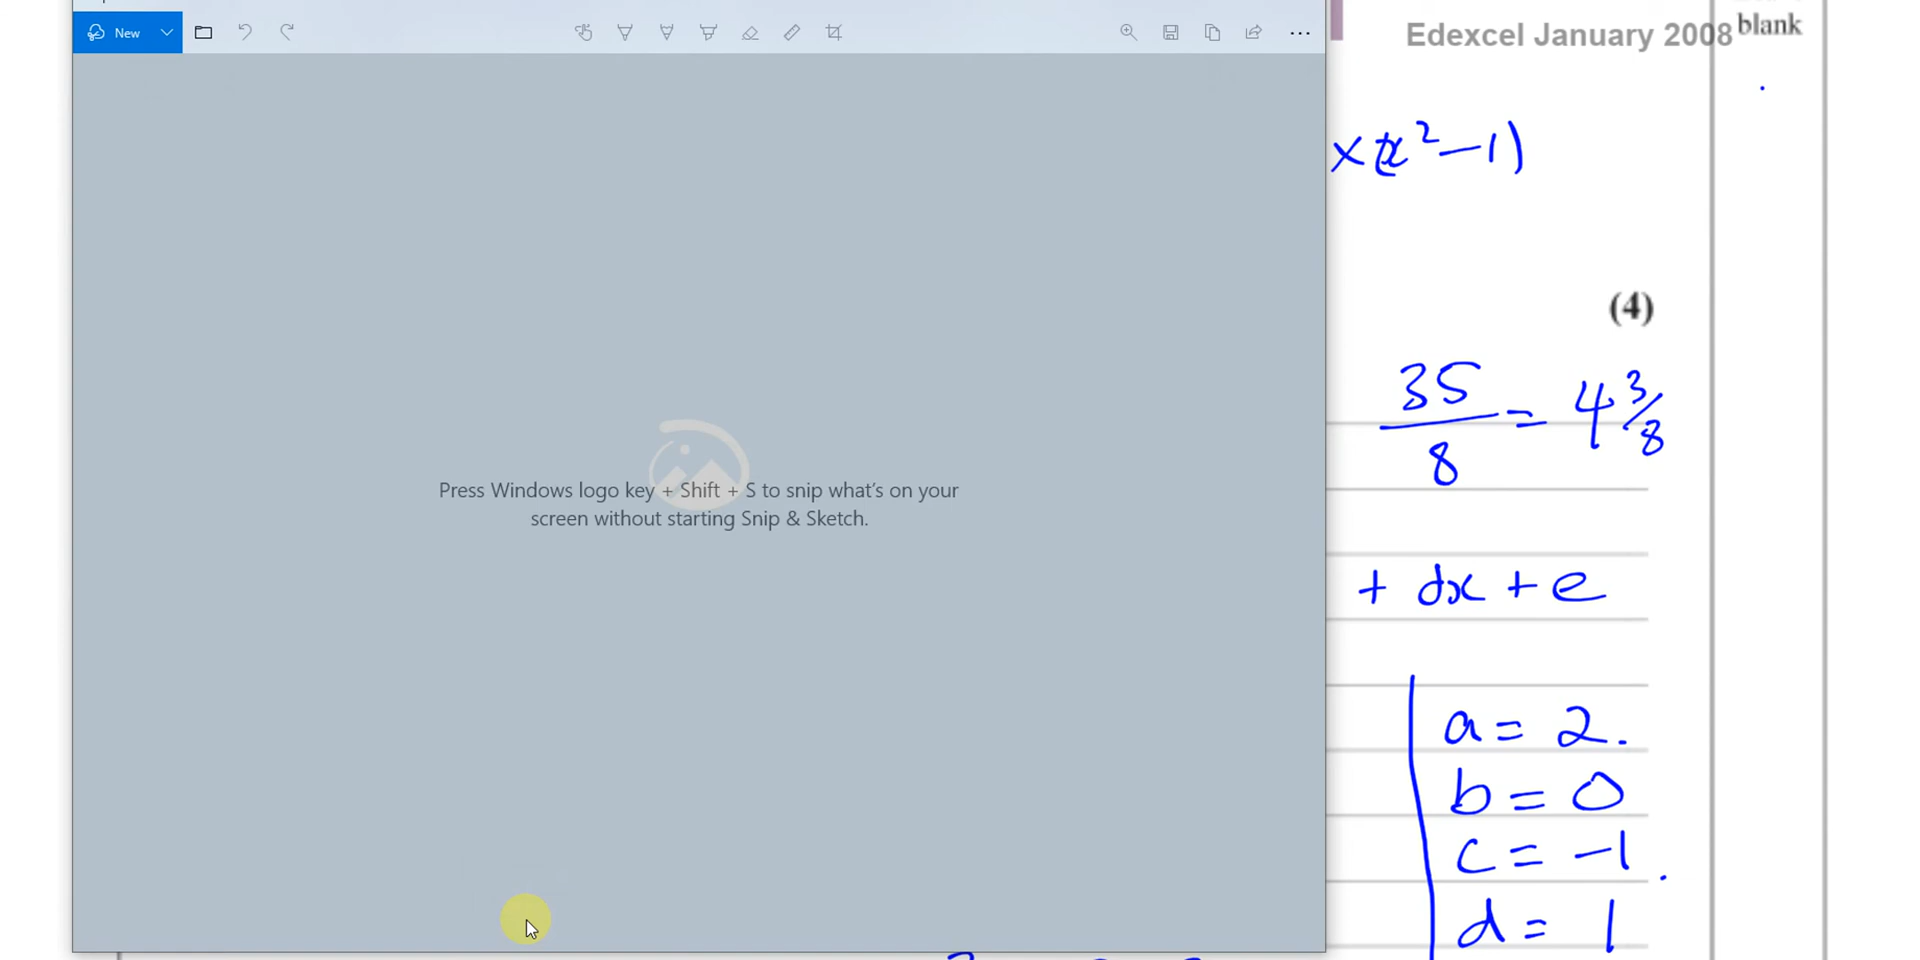 New
Edexcel January 2008
blank
x(x² − 1)
(4)
35/8 = 4 3/8
Press Windows logo key + Shift + S to snip what's on your
screen without starting Snip & Sketch.
+ dx + e
a = 2.
b = 0
c = −1.
d = 1